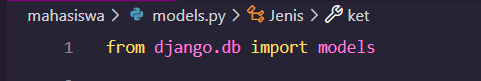 mahasiswa > models.py > Jenis > ket
1 from django.db import models